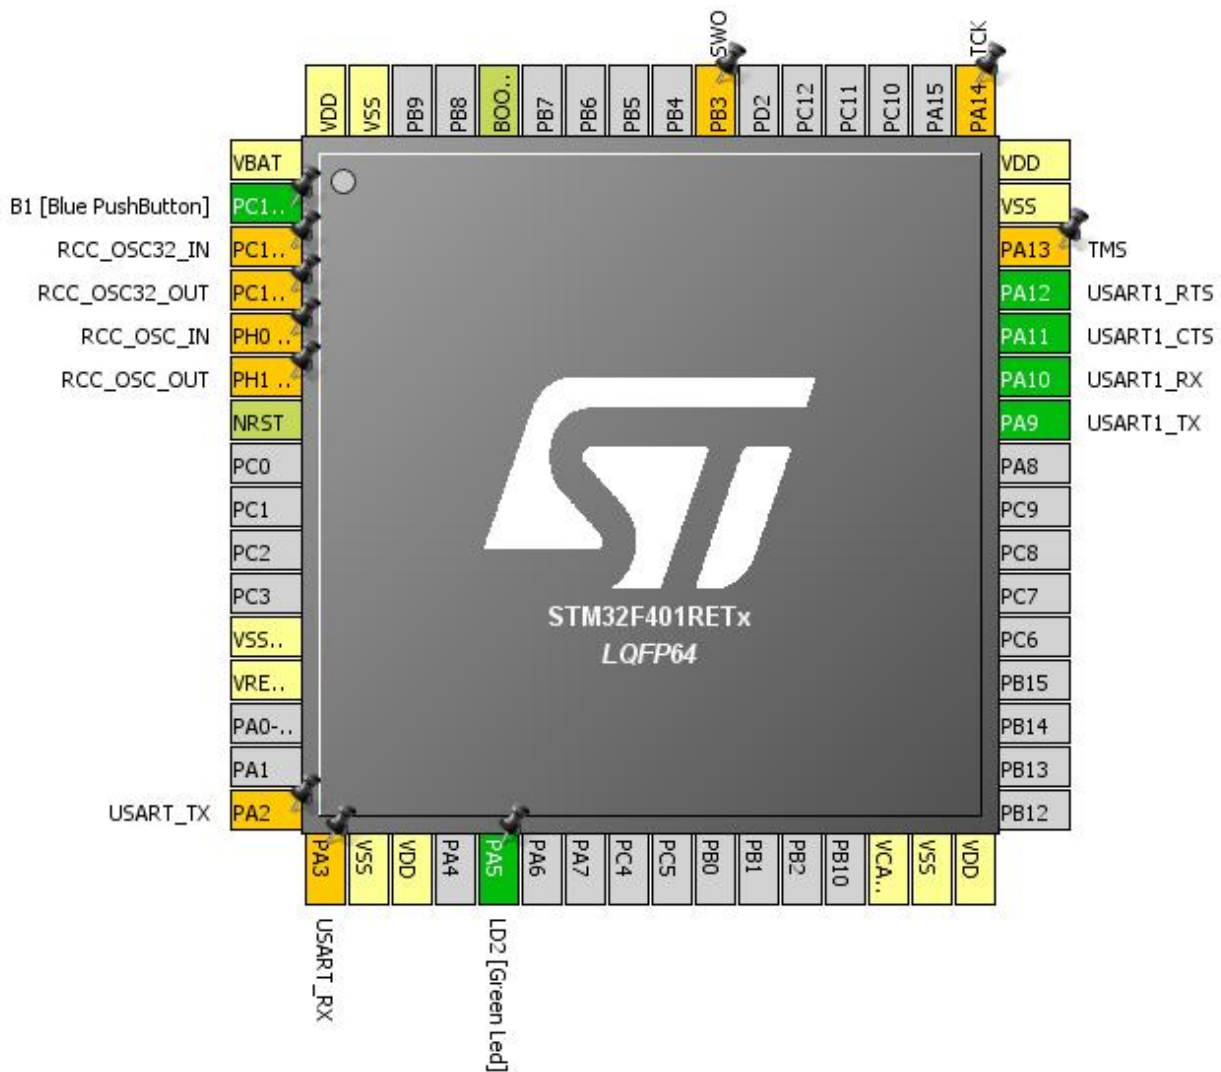 SWO
TCK
VDD
VSS
PB9
PB8
BOO..
PB7
PB6
PB5
PB4
PB3
PD2
PC12
PC11
PC10
PA15
PA14
VBAT
B1 [Blue PushButton] PC1..
RCC_OSC32_IN PC1..
RCC_OSC32_OUT PC1..
RCC_OSC_IN PH0 ..
RCC_OSC_OUT PH1 ..
NRST
PC0
PC1
PC2
PC3
VSS..
VRE..
PA0-..
PA1
USART_TX PA2
STM32F401RETx
LQFP64
VDD
VSS
PA13 TMS
PA12 USART1_RTS
PA11 USART1_CTS
PA10 USART1_RX
PA9 USART1_TX
PA8
PC9
PC8
PC7
PC6
PB15
PB14
PB13
PB12
PA3
VSS
VDD
PA4
PA5
PA6
PA7
PC4
PC5
PB0
PB1
PB2
PB10
VCA..
VSS
VDD
USART_RX
LD2 [Green Led]